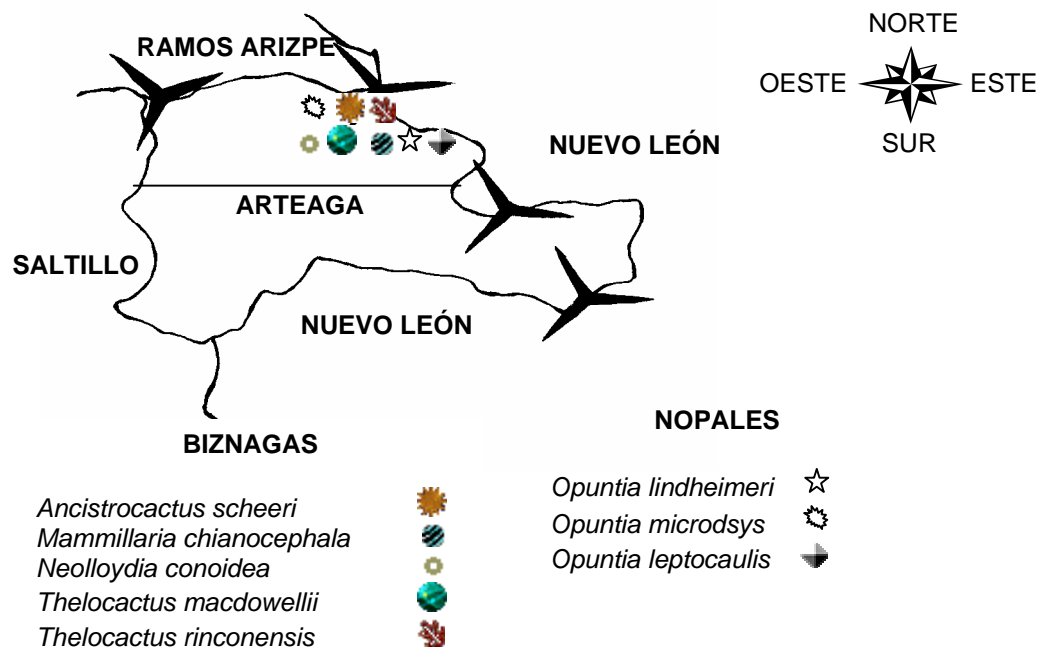 NORTE
RAMOS ARIZPE
OESTE
ESTE
SUR
NUEVO LEÓN
ARTEAGA
SALTILLO
NUEVO LEÓN
BIZNAGAS
Ancistrocactus scheeri
Mammillaria chianocephala
Neolloydia conoidea
Thelocactus macdowellii
Thelocactus rinconensis
NOPALES
Opuntia lindheimeri
Opuntia microdsys
Opuntia leptocaulis